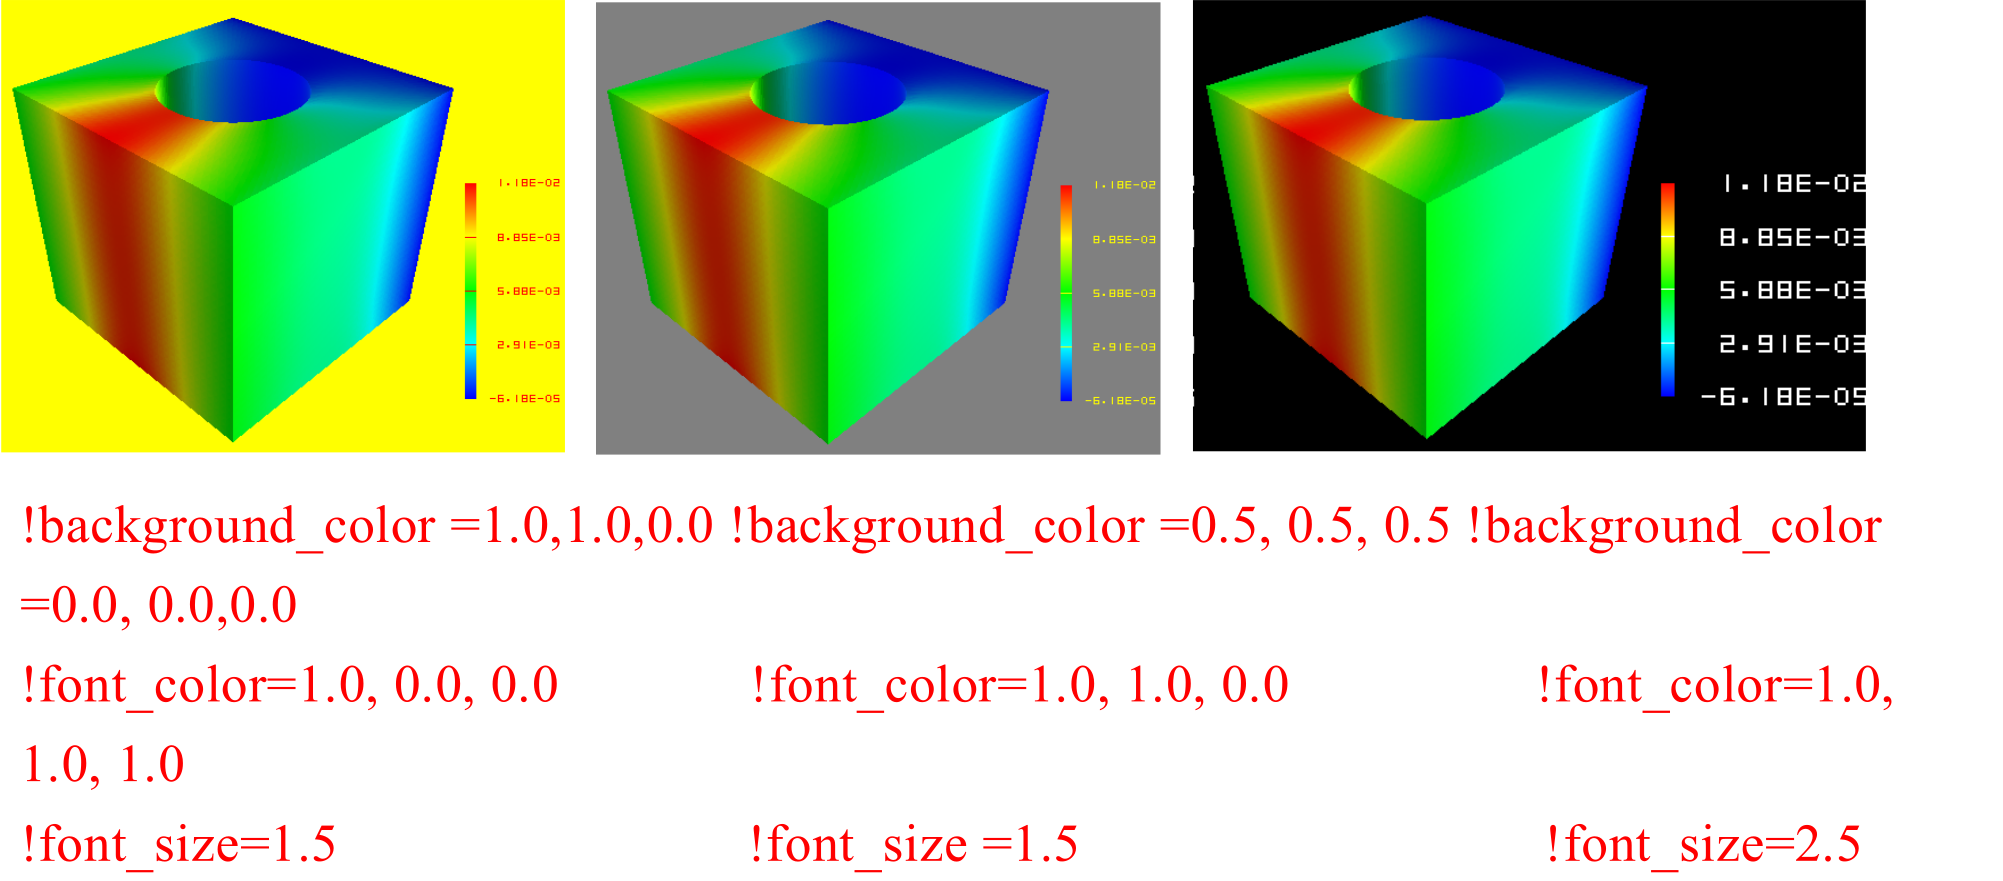 1.18E-02 1.18E-02 1.18E-02
8.85E-03 8.85E-03 8.85E-03
5.88E-03 5.88E-03 5.88E-03
2.91E-03 2.91E-03 2.91E-03
-6.18E-05 -6.18E-05 -6.18E-05
!background_color =1.0,1.0,0.0 !background_color =0.5, 0.5, 0.5 !background_color
=0.0, 0.0,0.0
!font_color=1.0, 0.0, 0.0 !font_color=1.0, 1.0, 0.0 !font_color=1.0,
1.0, 1.0
!font_size=1.5 !font_size =1.5 !font_size=2.5